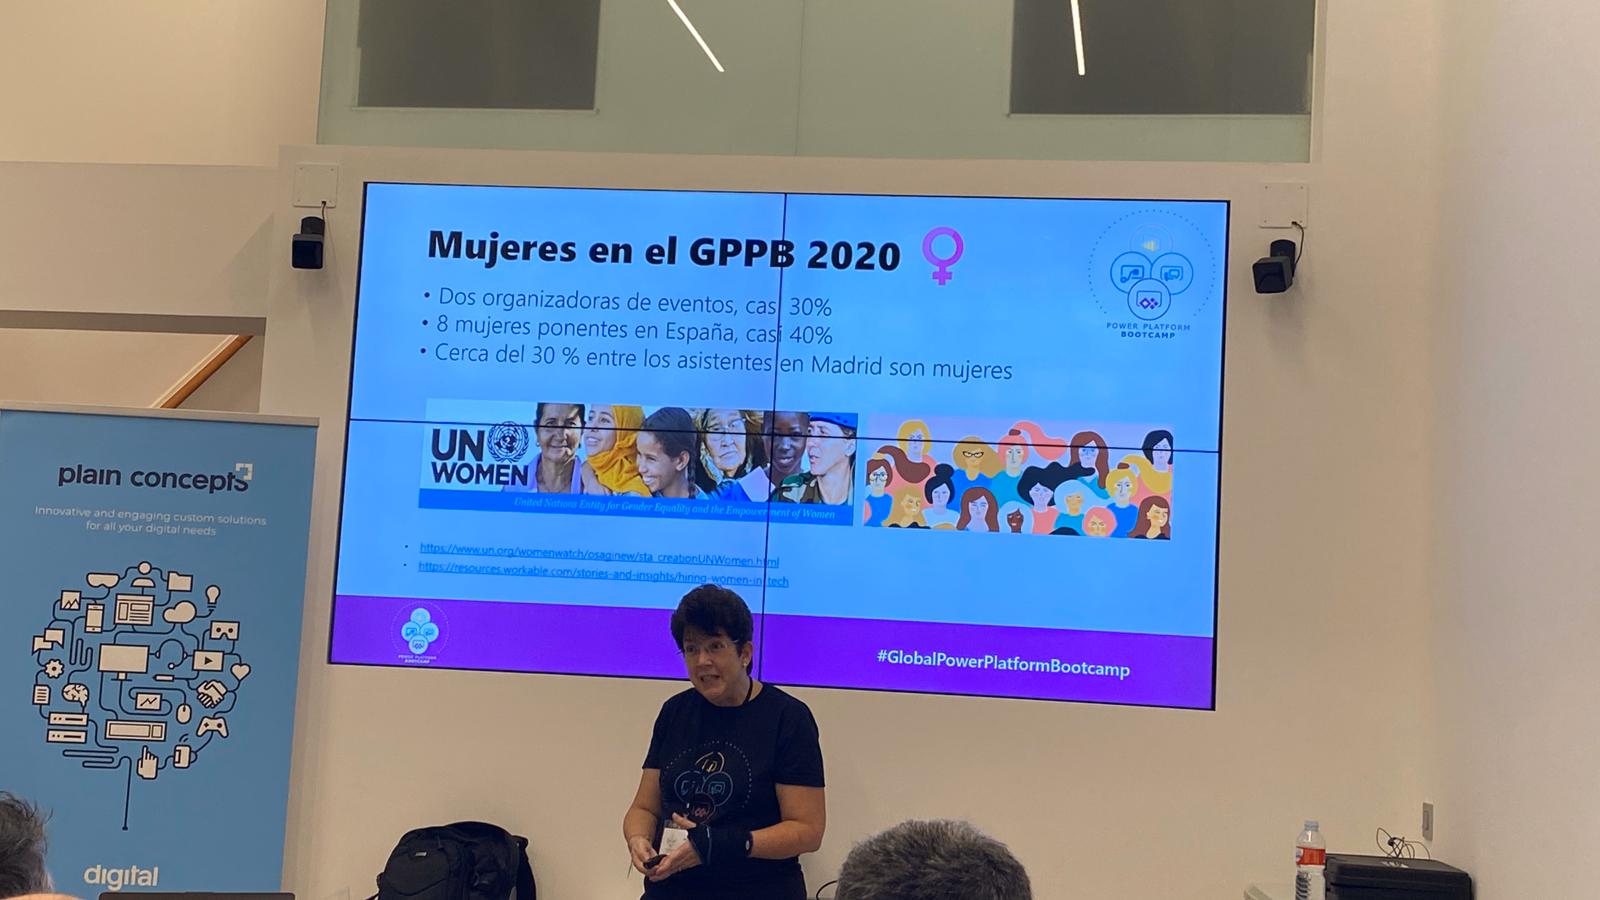 Mujeres en el GPPB 2020
• Dos organizadoras de eventos, casi 30%
• 8 mujeres ponentes en España, casi 40%
• Cerca del 30 % entre los asistentes en Madrid son mujeres
POWER PLATFORM
BOOTCAMP
UN
WOMEN
United Nations Entity for Gender Equality and the Empowerment of Women
• https://www.un.org/womenwatch/osaginew/sta_creationUNWomen.html
• https://resources.workable.com/stories-and-insights/hiring-women-in-tech
POWER PLATFORM
BOOTCAMP
#GlobalPowerPlatformBootcamp
plain concepts
Innovative and engaging custom solutions
for all your digital needs
digital